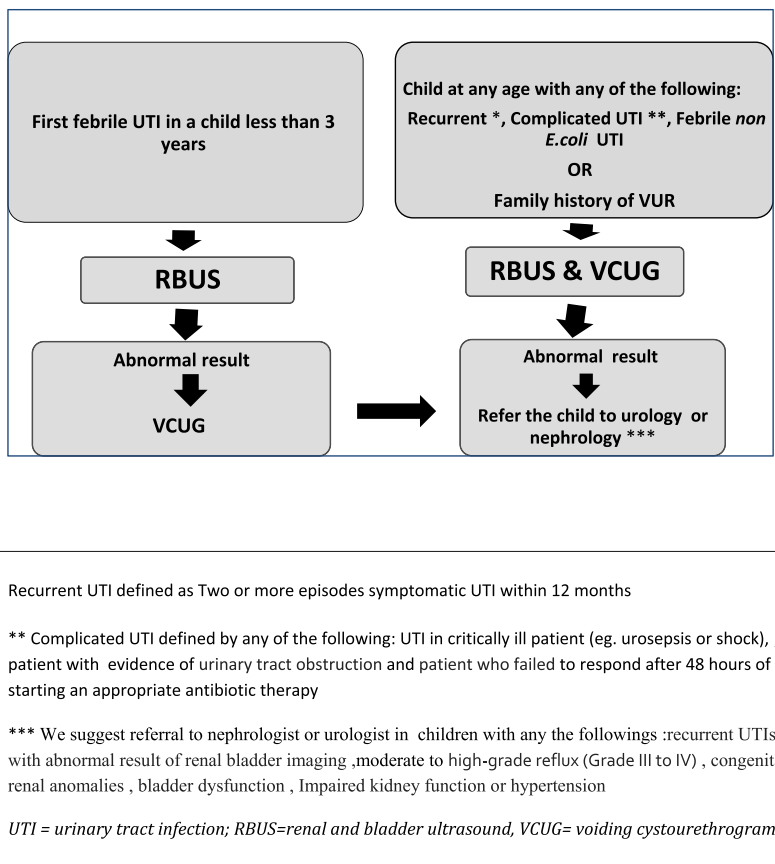 First febrile UTI in a child less than 3
years
RBUS
Abnormal result
VCUG
Child at any age with any of the following:
Recurrent *, Complicated UTI **, Febrile non
E.coli UTI
OR
Family history of VUR
RBUS & VCUG
Abnormal result
Refer the child to urology or
nephrology ***
Recurrent UTI defined as Two or more episodes symptomatic UTI within 12 months
** Complicated UTI defined by any of the following: UTI in critically ill patient (eg. urosepsis or shock), ,
patient with evidence of urinary tract obstruction and patient who failed to respond after 48 hours of
starting an appropriate antibiotic therapy
*** We suggest referral to nephrologist or urologist in children with any the followings :recurrent UTIs
with abnormal result of renal bladder imaging ,moderate to high-grade reflux (Grade III to IV) , congenit
renal anomalies , bladder dysfunction , Impaired kidney function or hypertension
UTI = urinary tract infection; RBUS=renal and bladder ultrasound, VCUG= voiding cystourethrogram